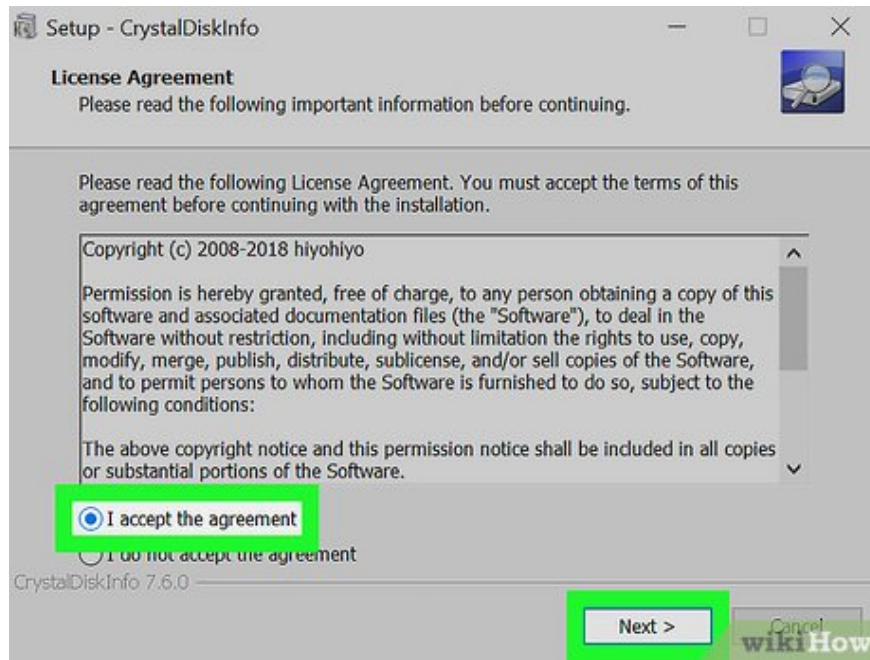 Setup - CrystalDiskInfo
License Agreement
Please read the following important information before continuing.
Please read the following License Agreement. You must accept the terms of this
agreement before continuing with the installation.
Copyright (c) 2008-2018 hiyohiyo
Permission is hereby granted, free of charge, to any person obtaining a copy of this
software and associated documentation files (the "Software"), to deal in the
Software without restriction, including without limitation the rights to use, copy,
modify, merge, publish, distribute, sublicense, and/or sell copies of the Software,
and to permit persons to whom the Software is furnished to do so, subject to the
following conditions:
The above copyright notice and this permission notice shall be included in all copies
or substantial portions of the Software.
I accept the agreement
I do not accept the agreement
CrystalDiskInfo 7.6.0
Next >
Cancel
wikiHow